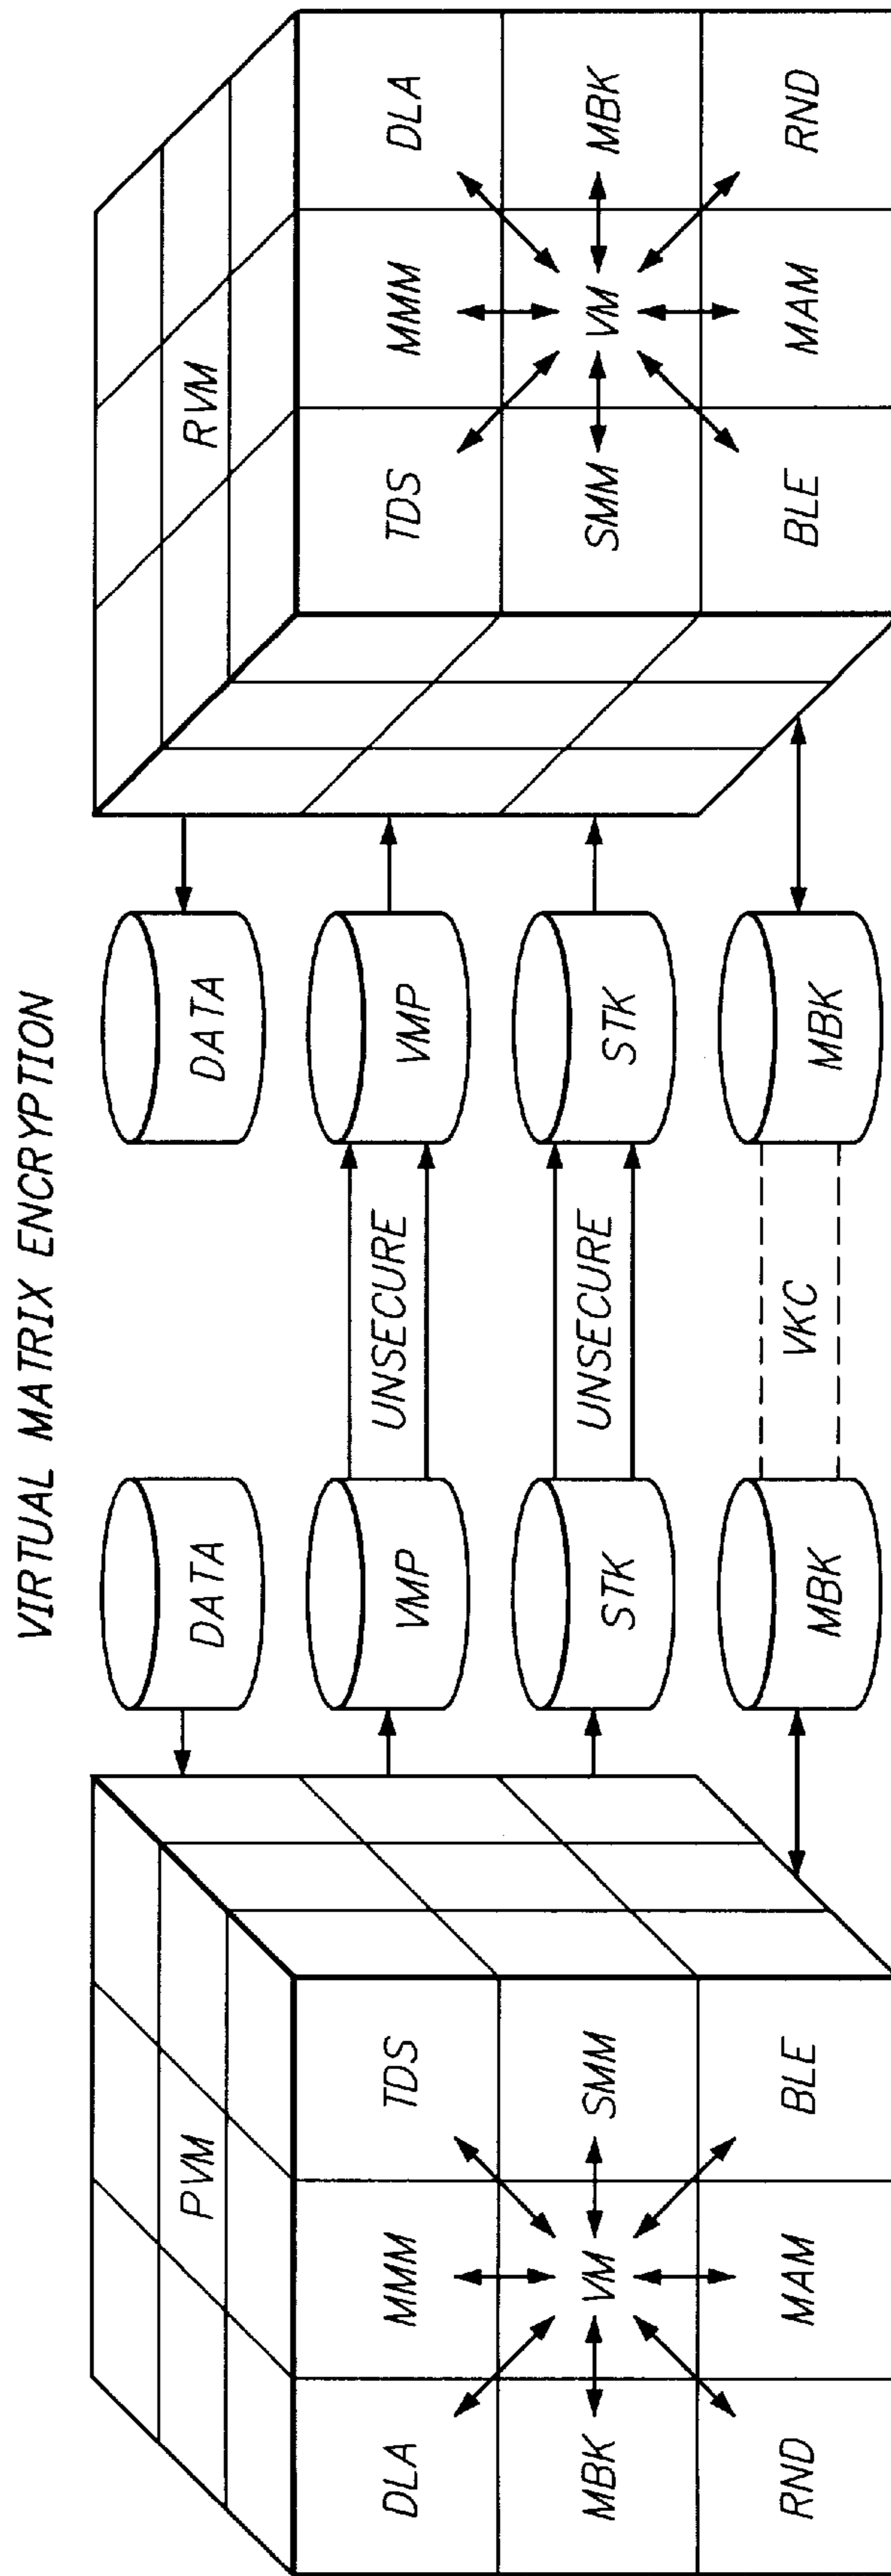 VIRTUAL MATRIX ENCRYPTION
PVM
DLA
MMM
TDS
MBK
VM
SMM
RND
MAM
BLE
DATA
DATA
VMP
UNSECURE
VMP
STK
UNSECURE
STK
MBK
VKC
MBK
RVM
TDS
MMM
DLA
SMM
VM
MBK
BLE
MAM
RND